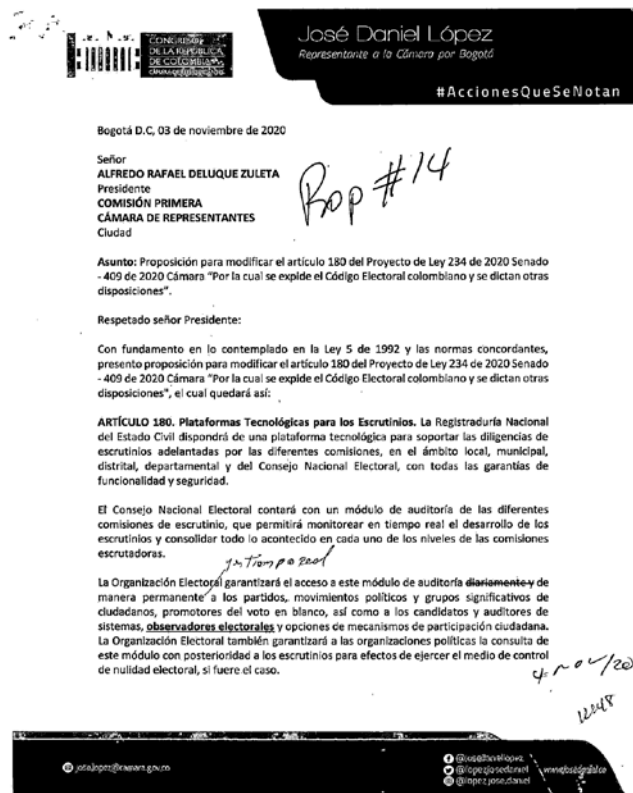 CONGRESO
DE LA REPÚBLICA
DE COLOMBIA
José Daniel López
Representante a la Cámara por Bogotá
#AccionesQueSeNotan
Bogotá D.C, 03 de noviembre de 2020
Señor
ALFREDO RAFAEL DELUQUE ZULETA
Presidente
COMISIÓN PRIMERA
CÁMARA DE REPRESENTANTES
Ciudad
Prop #14
Asunto: Proposición para modificar el artículo 180 del Proyecto de Ley 234 de 2020 Senado
- 409 de 2020 Cámara "Por la cual se expide el Código Electoral colombiano y se dictan otras
disposiciones".
Respetado señor Presidente:
Con fundamento en lo contemplado en la Ley 5 de 1992 y las normas concordantes,
presento proposición para modificar el artículo 180 del Proyecto de Ley 234 de 2020 Senado
- 409 de 2020 Cámara "Por la cual se expide el Código Electoral colombiano y se dictan otras
disposiciones", el cual quedará así:
ARTÍCULO 180. Plataformas Tecnológicas para los Escrutinios. La Registraduría Nacional
del Estado Civil dispondrá de una plataforma tecnológica para soportar las diligencias de
escrutinios adelantadas por las diferentes comisiones, en el ámbito local, municipal,
distrital, departamental y del Consejo Nacional Electoral, con todas las garantías de
funcionalidad y seguridad.
El Consejo Nacional Electoral contará con un módulo de auditoría de las diferentes
comisiones de escrutinio, que permitirá monitorear en tiempo real el desarrollo de los
escrutinios y consolidar todo lo acontecido en cada uno de los niveles de las comisiones
escrutadoras.
y en tiempo real
La Organización Electoral garantizará el acceso a este módulo de auditoría diariamente y de
manera permanente a los partidos, movimientos políticos y grupos significativos de
ciudadanos, promotores del voto en blanco, así como a los candidatos y auditores de
sistemas, observadores electorales y opciones de mecanismos de participación ciudadana.
La Organización Electoral también garantizará a las organizaciones políticas la consulta de
este módulo con posterioridad a los escrutinios para efectos de ejercer el medio de control
de nulidad electoral, si fuere el caso.
4-nov/20
jose.lopez@camara.gov.co
@josedaniellopez
@lopezjosedaniel
@lopez.jose.daniel